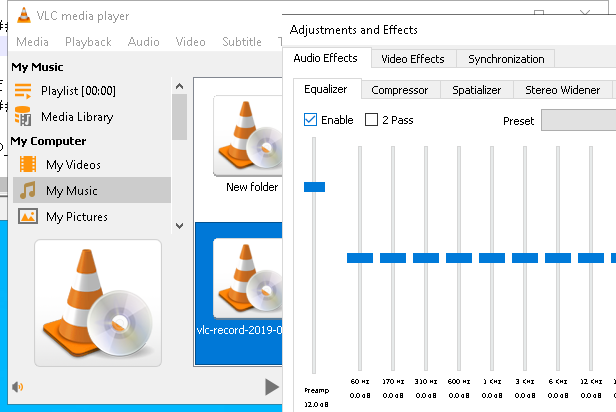 VLC media player
Media Playback Audio Video Subtitle
My Music
Playlist [00:00]
Media Library
My Computer
My Videos
My Music
My Pictures
New folder
vlc-record-2019-0
Adjustments and Effects
Audio Effects Video Effects Synchronization
Equalizer Compressor Spatializer Stereo Widener
Enable 2 Pass Preset
60 Hz 170 Hz 310 Hz 600 Hz 1 KHz 3 KHz 6 KHz 12 KHz
0.0 dB 0.0 dB 0.0 dB 0.0 dB 0.0 dB 0.0 dB 0.0 dB 0.0 dB
Preamp
12.0 dB